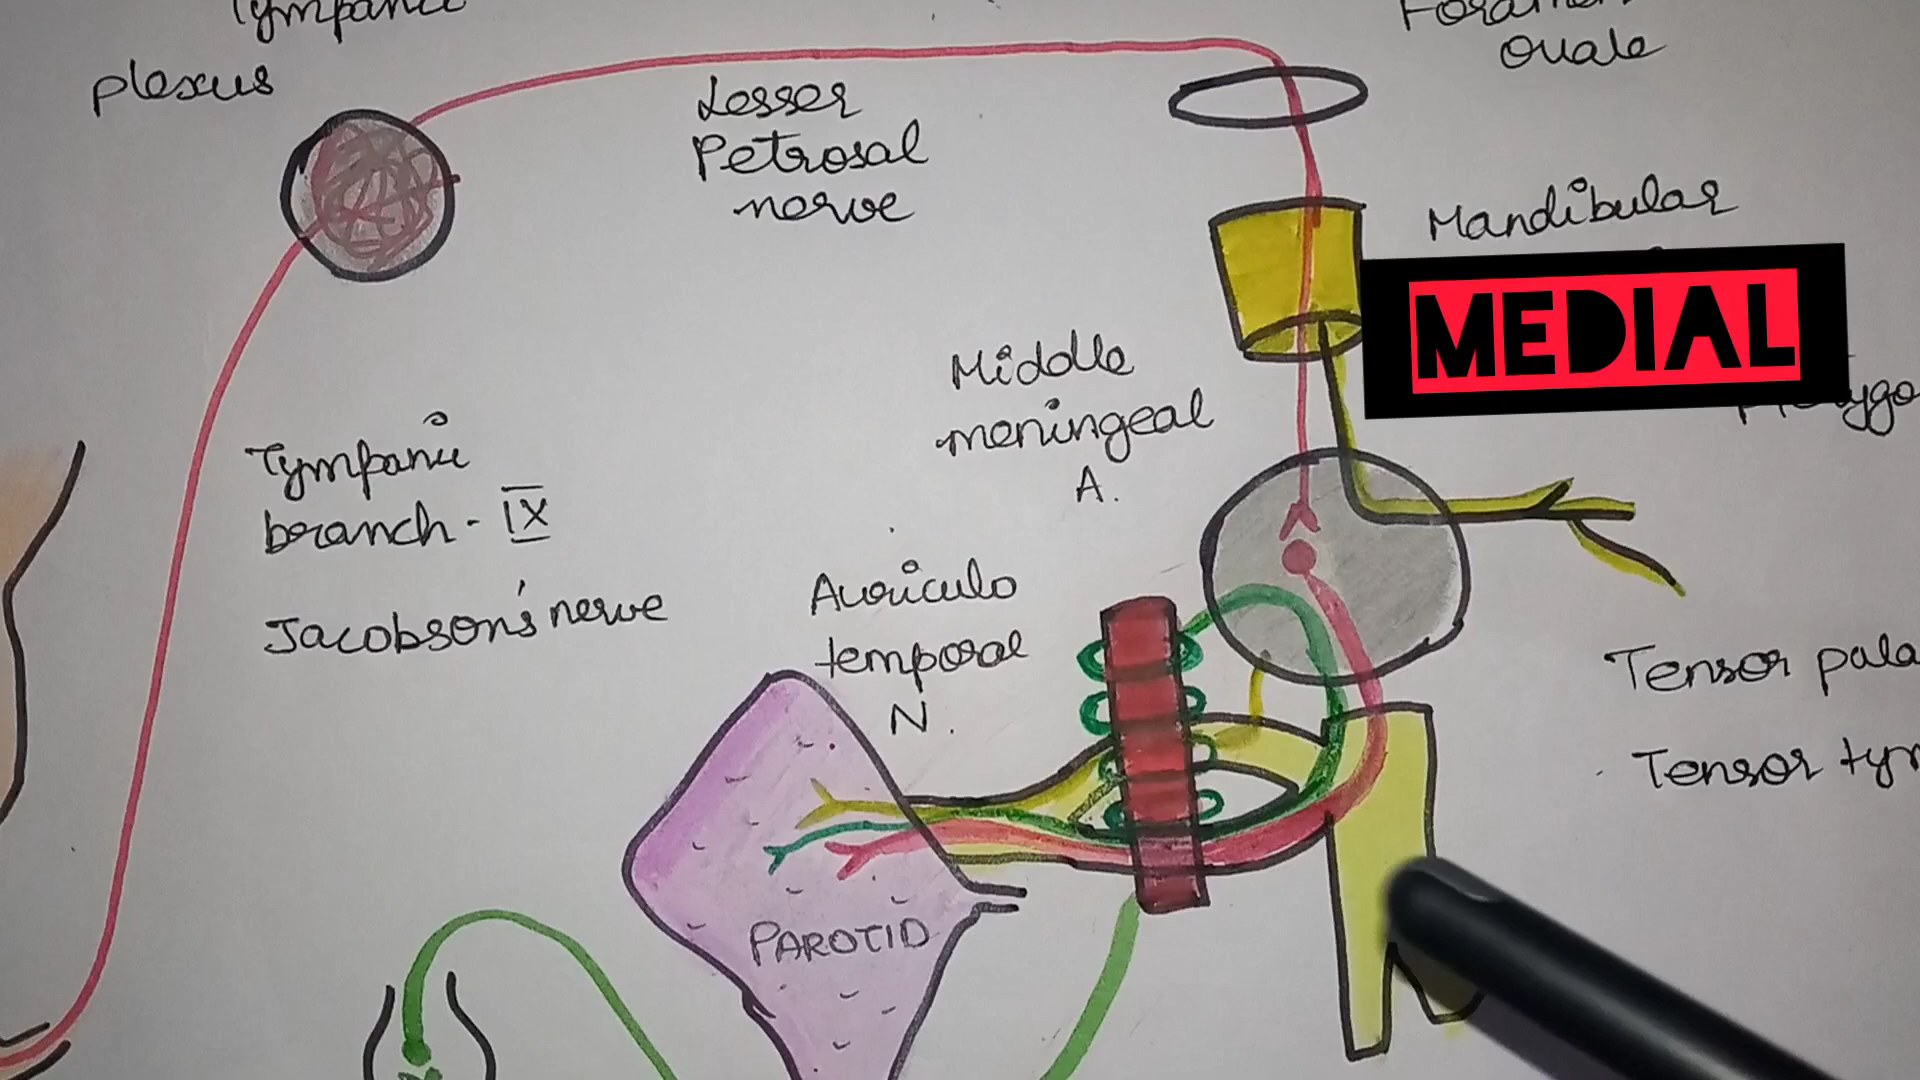 Tympanic
plexus
Lesser
Petrosal
nerve
Foramen
ovale
Mandibular
MEDIAL
Middle
meningeal
A.
Tympanic
branch - IX
Jacobson's nerve
Auriculo
temporal
N.
Tensor pala
Tensor tym
PAROTID